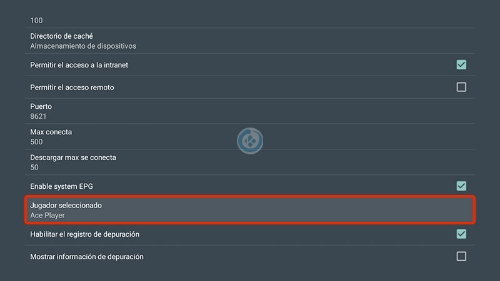 100
Directorio de caché
Almacenamiento de dispositivos
Permitir el acceso a la intranet
Permitir el acceso remoto
Puerto
8621
Max conecta
500
Descargar max se conecta
50
Enable system EPG
Jugador seleccionado
Ace Player
Habilitar el registro de depuración
Mostrar información de depuración